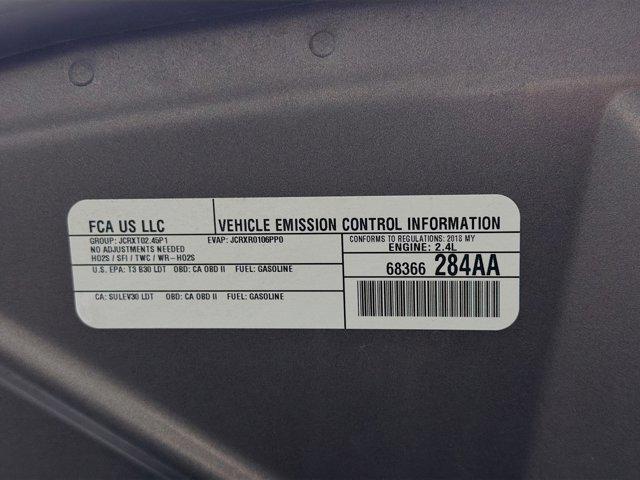 FCA US LLC
VEHICLE EMISSION CONTROL INFORMATION
GROUP: JCRXT02.45P1 EVAP: JCRXR0106PP0
NO ADJUSTMENTS NEEDED
HO2S / SFI / TWC / WR-HO2S
CONFORMS TO REGULATIONS: 2018 MY
ENGINE: 2.4L
U.S. EPA: T3 B30 LDT OBD: CA OBD II FUEL: GASOLINE
68366 284AA
CA: SULEV30 LDT OBD: CA OBD II FUEL: GASOLINE